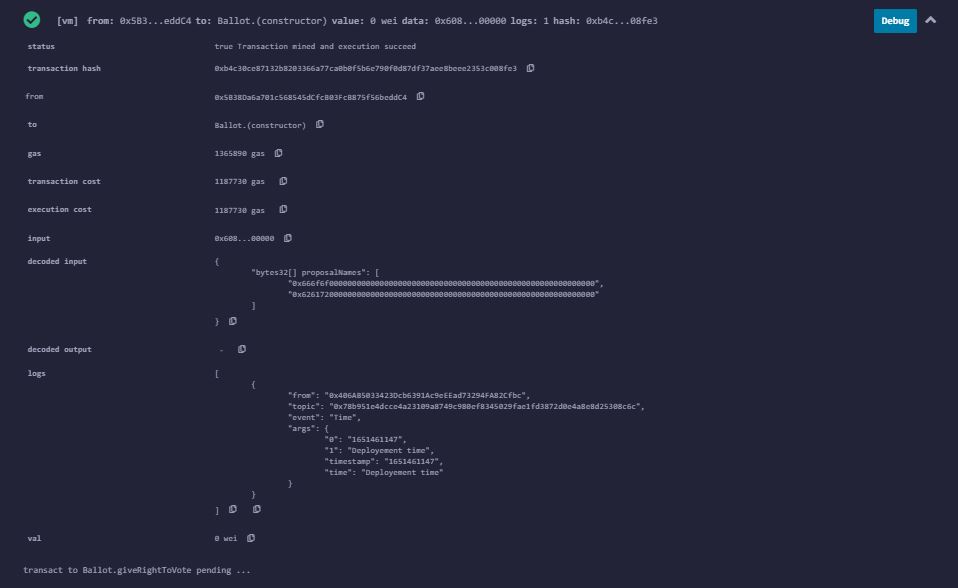 [vm] from: 0x5B3...eddC4 to: Ballot.(constructor) value: 0 wei data: 0x608...00000 logs: 1 hash: 0xb4c...08fe3 Debug
status true Transaction mined and execution succeed
transaction hash 0xb4c30ce87132b8203366a77ca0b0f5b6e790f0d87df37aee8beee2353c008fe3
from 0x5B38Da6a701c568545dCfcB03FcB875f56beddC4
to Ballot.(constructor)
gas 1365890 gas
transaction cost 1187730 gas
execution cost 1187730 gas
input 0x608...00000
decoded input {
"bytes32[] proposalNames": [
"0x666f6f0000000000000000000000000000000000000000000000000000000000",
"0x6261720000000000000000000000000000000000000000000000000000000000"
]
}
decoded output -
logs [
{
"from": "0x406AB5033423Dcb6391Ac9eEEad73294FA82Cfbc",
"topic": "0x78b951e4dcce4a23109a8749c980ef8345029fae1fd3872d0e4a8e8d25308c6c",
"event": "Time",
"args": {
"0": "1651461147",
"1": "Deployement time",
"timestamp": "1651461147",
"time": "Deployement time"
}
}
]
val 0 wei
transact to Ballot.giveRightToVote pending ...